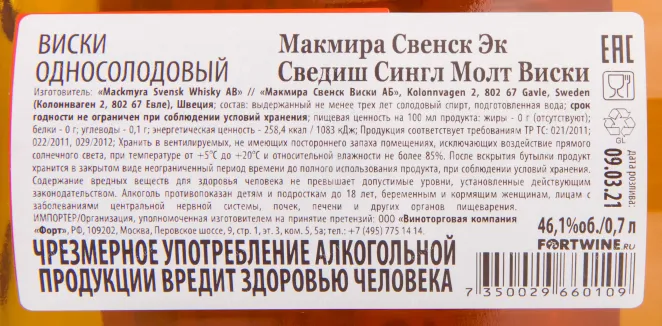 ВИСКИ
ОДНОСОЛОДОВЫЙ
Макмира Свенск Эк
Сведиш Сингл Молт Виски
Изготовитель: «Mackmyra Svensk Whisky AB» // «Макмира Свенск Виски АБ», Kolonnvagen 2, 802 67 Gavle, Sweden
(Колоннваген 2, 802 67 Евле), Швеция; состав: выдержанный не менее трех лет солодовый спирт, подготовленная вода; срок
годности не ограничен при соблюдении условий хранения; пищевая ценность на 100 мл продукта: жиры - 0 г (отсутствуют);
белки - 0 г; углеводы - 0,1 г; энергетическая ценность - 258,4 ккал / 1083 кДж; Продукция соответствует требованиям ТР ТС: 021/2011;
022/2011, 029/2012; Хранить в вентилируемых, не имеющих постороннего запаха помещениях, исключающих воздействие прямого
солнечного света, при температуре от +5°С до +20°С и относительной влажности не более 85%. После вскрытия бутылки продукт
хранится в закрытом виде неограниченный период времени до полного использования продукта, при соблюдении условий хранения.
Содержание вредных веществ для здоровья человека не превышает допустимые уровни, установленные действующим
законодательством. Алкоголь противопоказан детям и подросткам до 18 лет, беременным и кормящим женщинам, лицам с
заболеваниями центральной нервной системы, почек, печени и других органов пищеварения.
ИМПОРТЕР/Организация, уполномоченная изготовителем на принятие претензий: ООО «Виноторговая компания
«Форт», РФ, 109202, Москва, Перовское шоссе, 9, стр. 1, эт. 3, ком. 5, 5а; тел.: +7 (495) 775 14 14.
ЧРЕЗМЕРНОЕ УПОТРЕБЛЕНИЕ АЛКОГОЛЬНОЙ
ПРОДУКЦИИ ВРЕДИТ ЗДОРОВЬЮ ЧЕЛОВЕКА
EAC
GL
дата розлива:
09.03.21
46,1%об./0,7 л
FORTWINE.RU
7 350029 660109